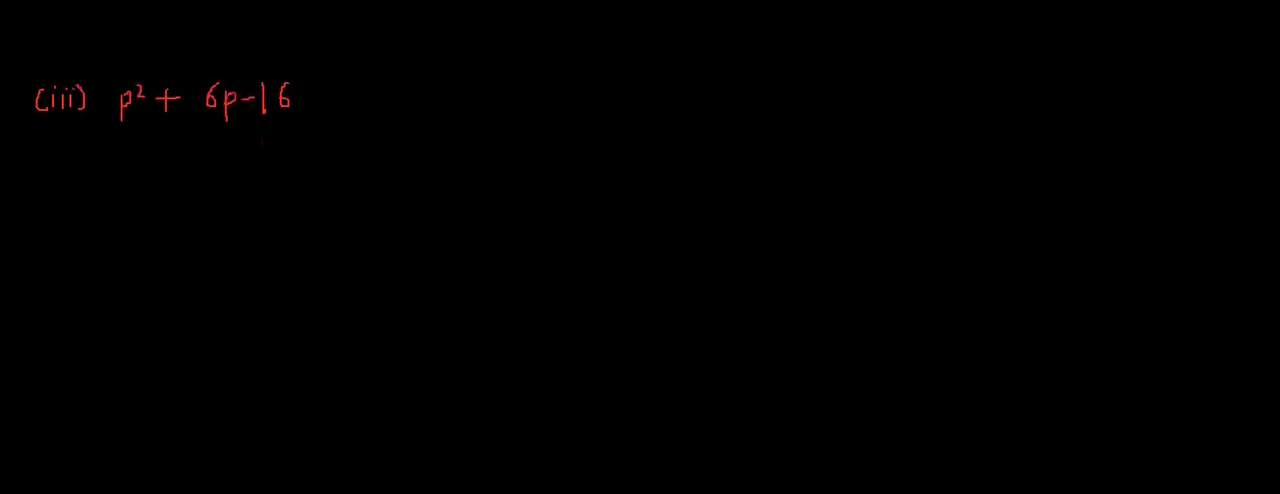 (iii) p² + 6p-16